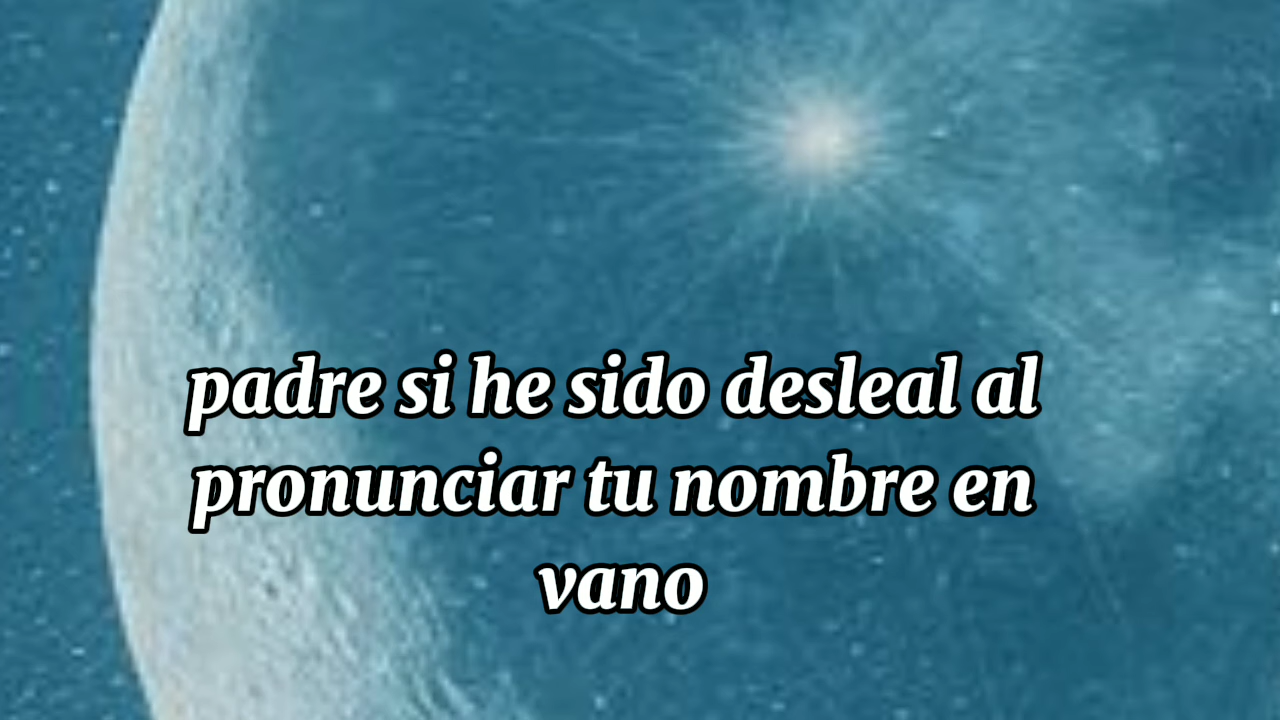 padre si he sido desleal al
pronunciar tu nombre en
vano